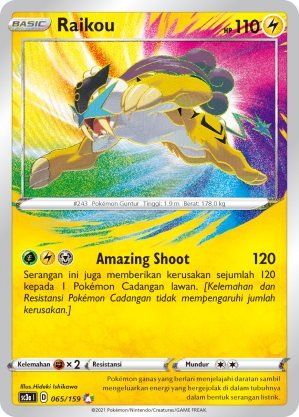 BASIC Raikou HP 110
#243 Pokémon Guntur Tinggi: 1.9 m Berat: 178.0 kg
Amazing Shoot 120
Serangan ini juga memberikan kerusakan sejumlah 120
kepada 1 Pokémon Cadangan lawan. [Kelemahan dan
Resistansi Pokémon Cadangan tidak mempengaruhi jumlah
kerusakan.]
Kelemahan ×2 Resistansi Mundur
Illus.Hideki Ishikawa
sc3a I D 065/159
Pokémon ganas yang berlari menjelajahi daratan sambil
mengeluarkan energi yang bergejolak di dalam tubuhnya
dalam bentuk serangan listrik.
©2021 Pokémon/Nintendo/Creatures/GAME FREAK.